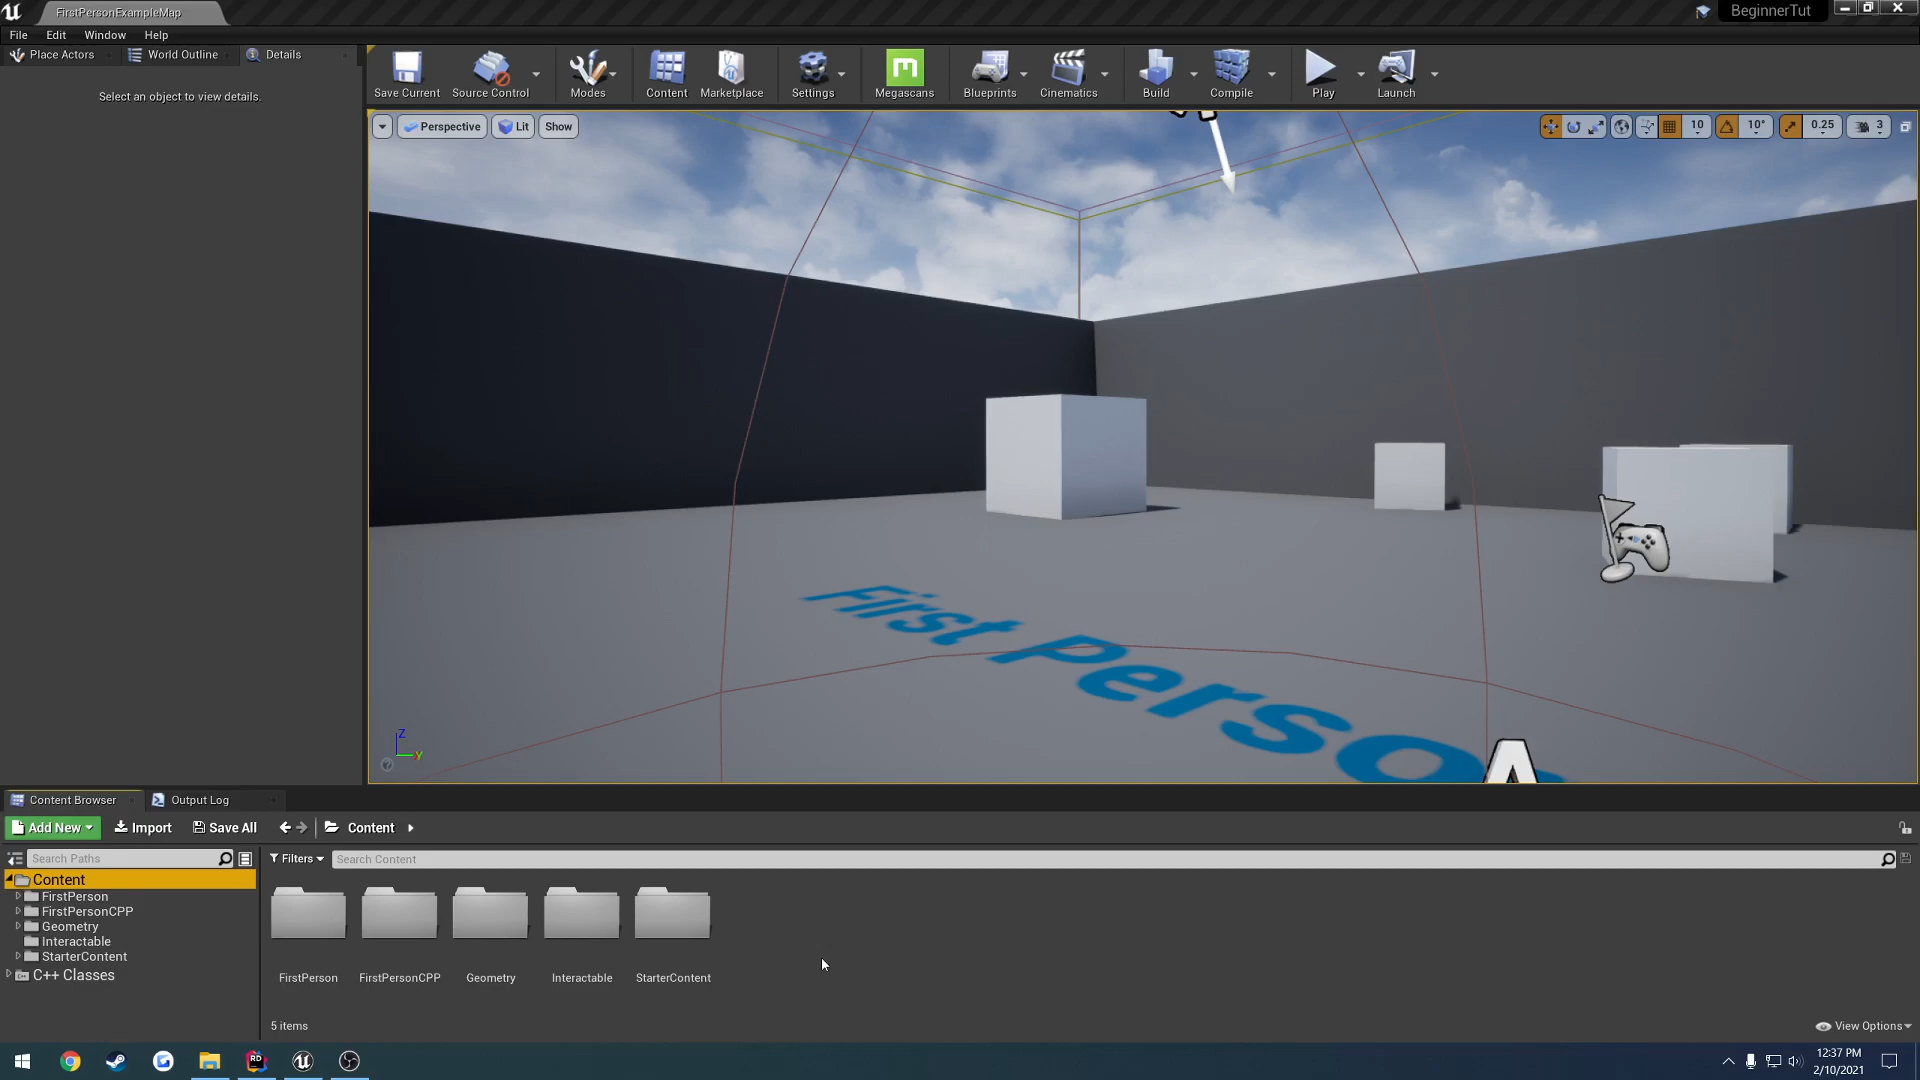 FirstPersonExampleMap
BeginnerTut
File Edit Window Help
Place Actors World Outline Details
Select an object to view details.
Save Current Source Control Modes Content Marketplace Settings Megascans Blueprints Cinematics Build Compile Play Launch
Perspective Lit Show
10 10° 0.25 3
First Perso
A
Z
Y
Content Browser Output Log
Add New Import Save All Content
Search Paths
Filters Search Content
Content
FirstPerson
FirstPersonCPP
Geometry
Interactable
StarterContent
C++ Classes
FirstPerson FirstPersonCPP Geometry Interactable StarterContent
5 items
View Options
RD
12:37 PM
2/10/2021